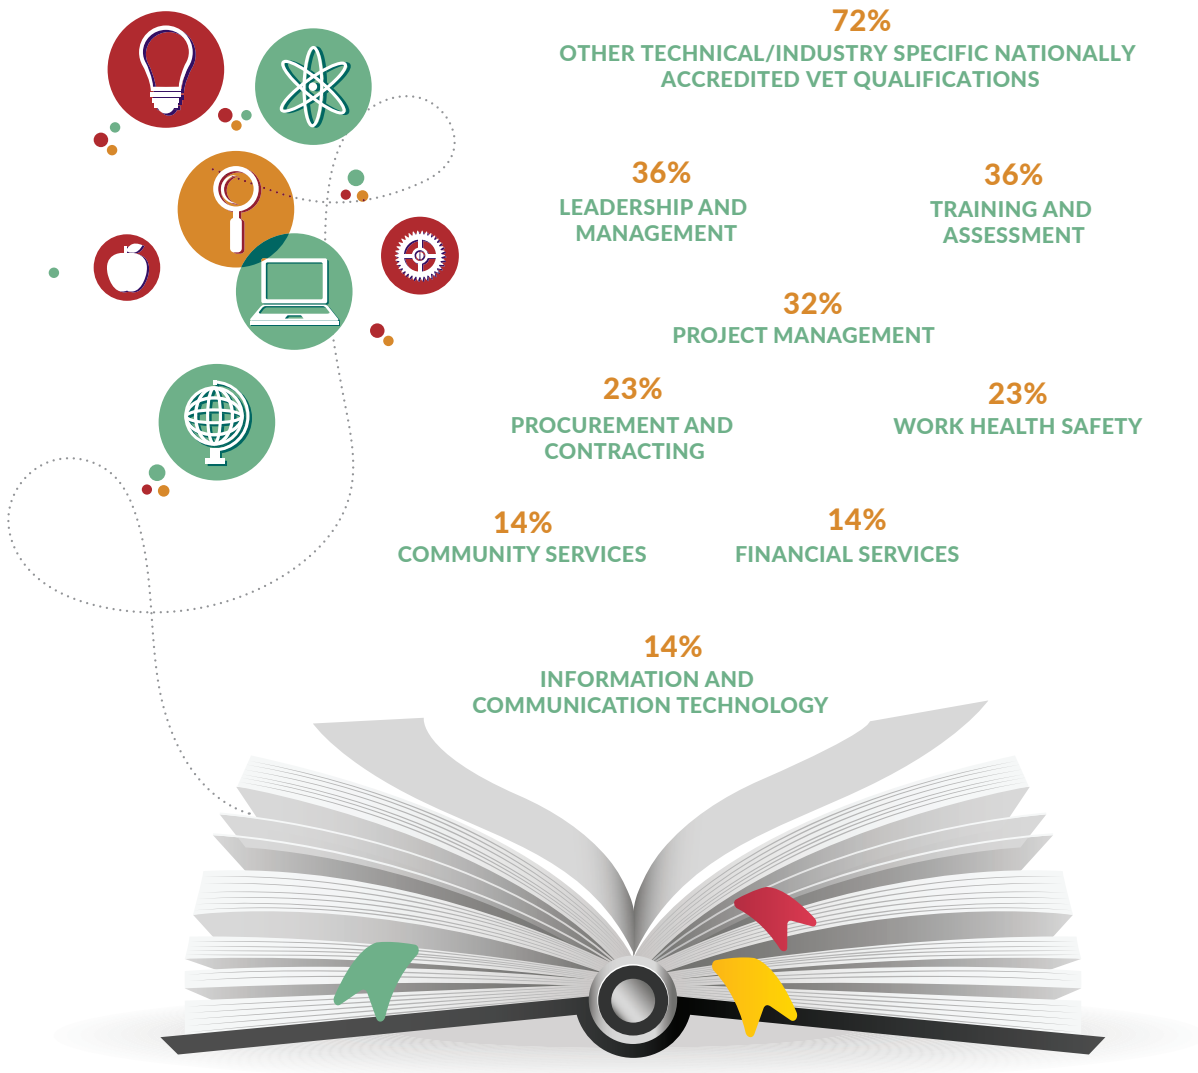 72%
OTHER TECHNICAL/INDUSTRY SPECIFIC NATIONALLY
ACCREDITED VET QUALIFICATIONS
36%
LEADERSHIP AND
MANAGEMENT
36%
TRAINING AND
ASSESSMENT
32%
PROJECT MANAGEMENT
23%
PROCUREMENT AND
CONTRACTING
23%
WORK HEALTH SAFETY
14%
COMMUNITY SERVICES
14%
FINANCIAL SERVICES
14%
INFORMATION AND
COMMUNICATION TECHNOLOGY